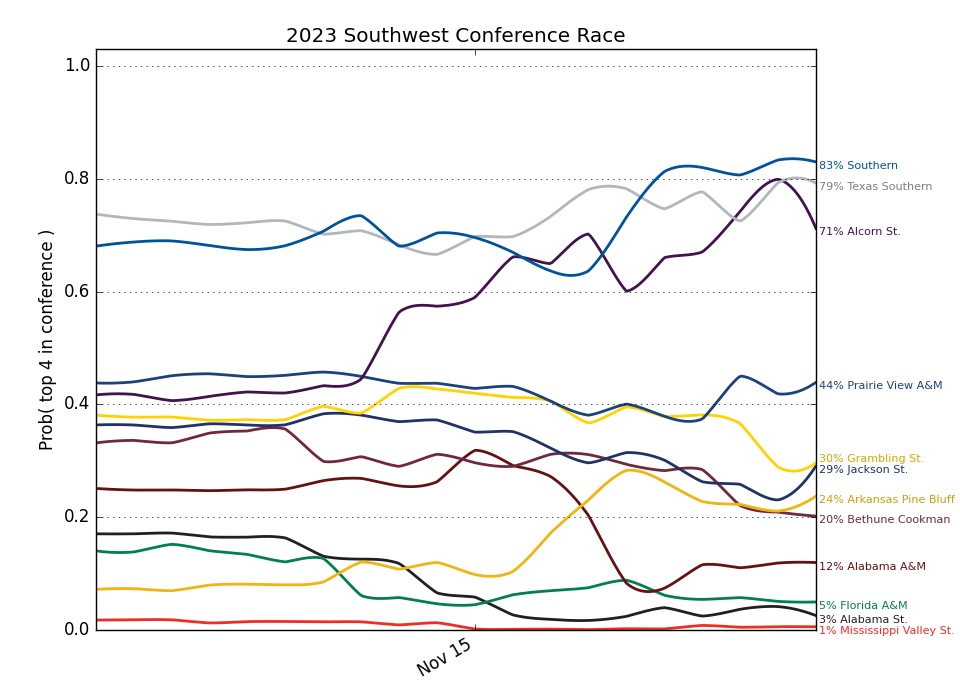 2023 Southwest Conference Race
Prob( top 4 in conference )
1.0
0.8
0.6
0.4
0.2
0.0
Nov 15
83% Southern
79% Texas Southern
71% Alcorn St.
44% Prairie View A&M
30% Grambling St.
29% Jackson St.
24% Arkansas Pine Bluff
20% Bethune Cookman
12% Alabama A&M
5% Florida A&M
3% Alabama St.
1% Mississippi Valley St.